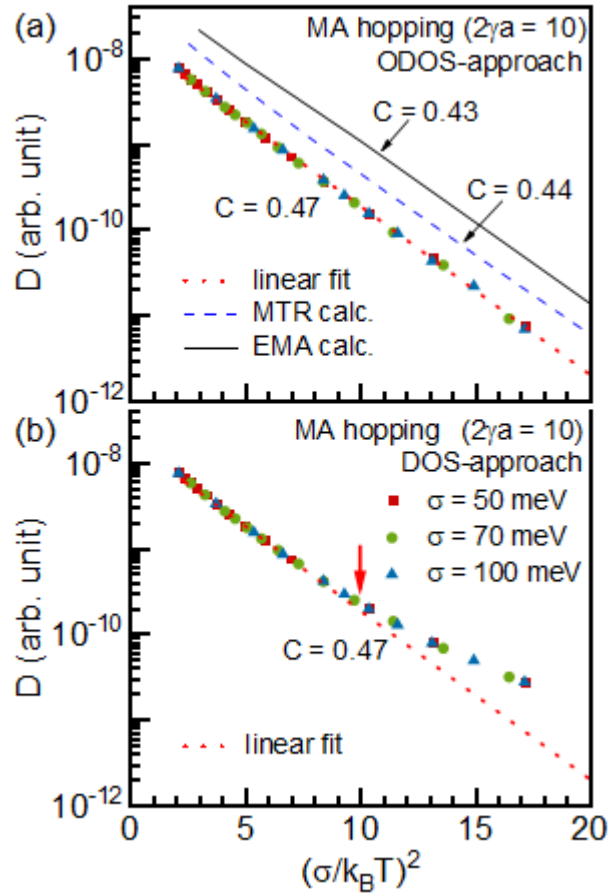 (a)
MA hopping (2γa = 10)
ODOS-approach
10⁻⁸
C = 0.43
C = 0.44
D (arb. unit)
10⁻¹⁰
C = 0.47
linear fit
MTR calc.
EMA calc.
10⁻¹²
(b)
MA hopping (2γa = 10)
DOS-approach
10⁻⁸
σ = 50 meV
σ = 70 meV
σ = 100 meV
D (arb. unit)
10⁻¹⁰
C = 0.47
linear fit
10⁻¹²
0 5 10 15 20
(σ/k_BT)²